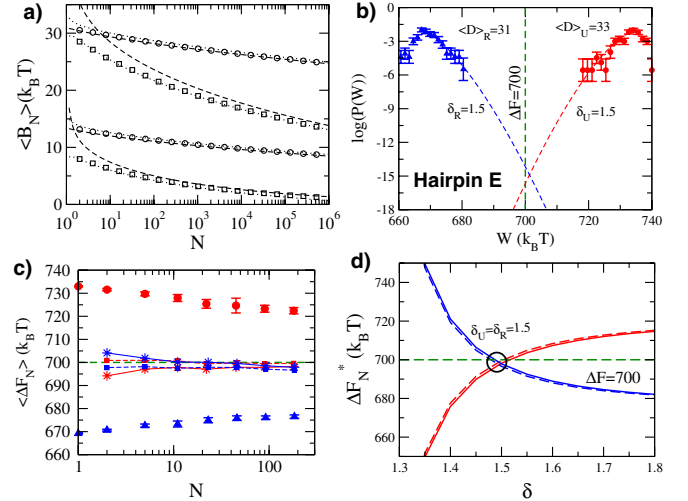 a)
<B_N> (k_BT)
30
20
10
0
10^0 10^1 10^2 10^3 10^4 10^5 10^6
N
b)
log(P(W))
0
-3
-6
-9
-12
-15
-18
<D>_R=31
<D>_U=33
ΔF=700
δ_R=1.5
δ_U=1.5
Hairpin E
660 680 700 720 740
W (k_BT)
c)
<ΔF_N> (k_BT)
740
730
720
710
700
690
680
670
1 10 100
N
d)
ΔF_N^* (k_BT)
740
720
700
680
660
δ_U=δ_R=1.5
ΔF=700
1.3 1.4 1.5 1.6 1.7 1.8
δ